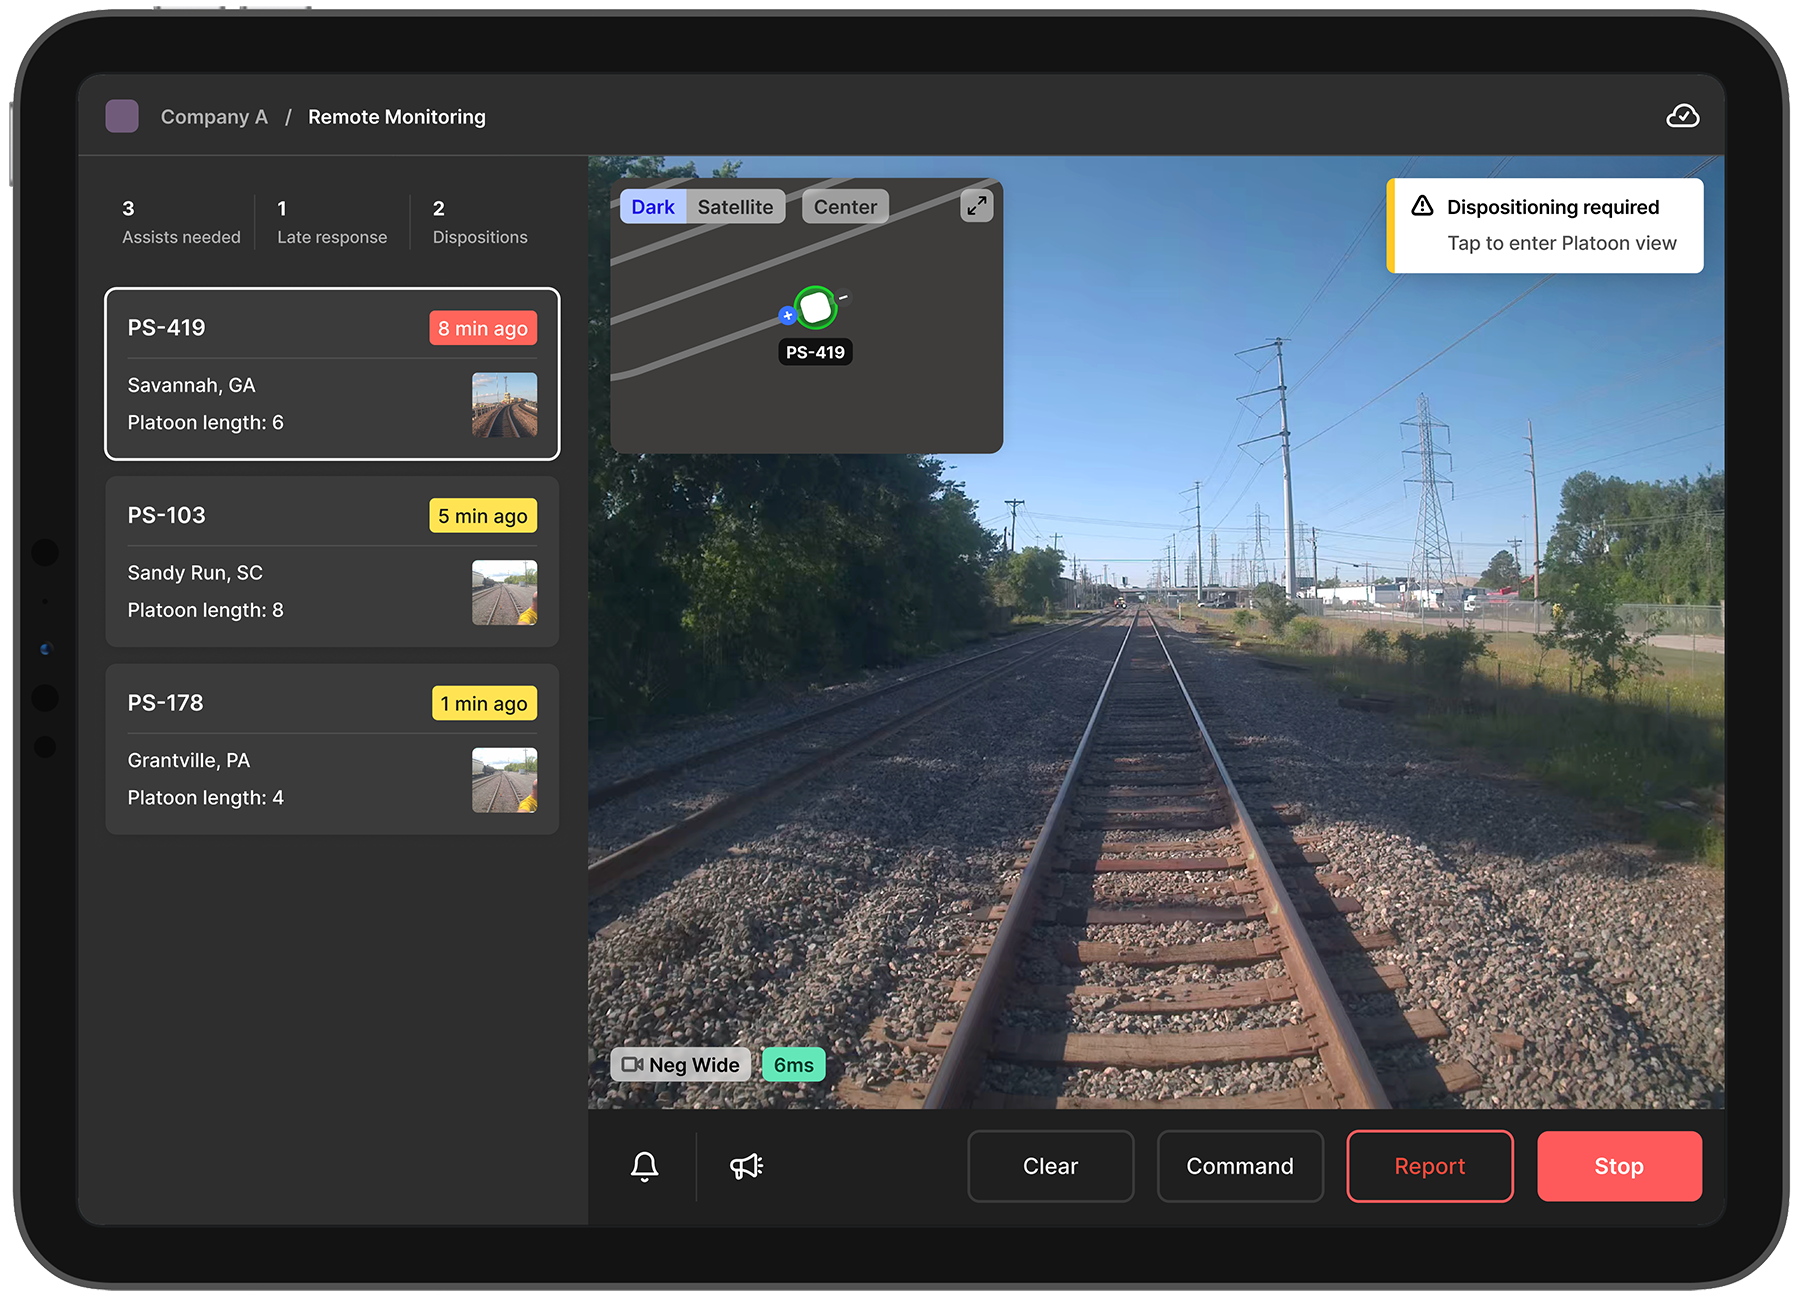 Company A / Remote Monitoring
3
Assists needed
1
Late response
2
Dispositions
PS-419
8 min ago
Savannah, GA
Platoon length: 6
PS-103
5 min ago
Sandy Run, SC
Platoon length: 8
PS-178
1 min ago
Grantville, PA
Platoon length: 4
Dark
Satellite
Center
PS-419
Dispositioning required
Tap to enter Platoon view
Neg Wide
6ms
Clear
Command
Report
Stop